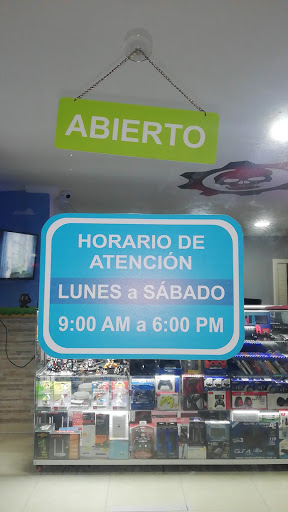 ABIERTO
HORARIO DE
ATENCIÓN
LUNES a SÁBADO
9:00 AM a 6:00 PM